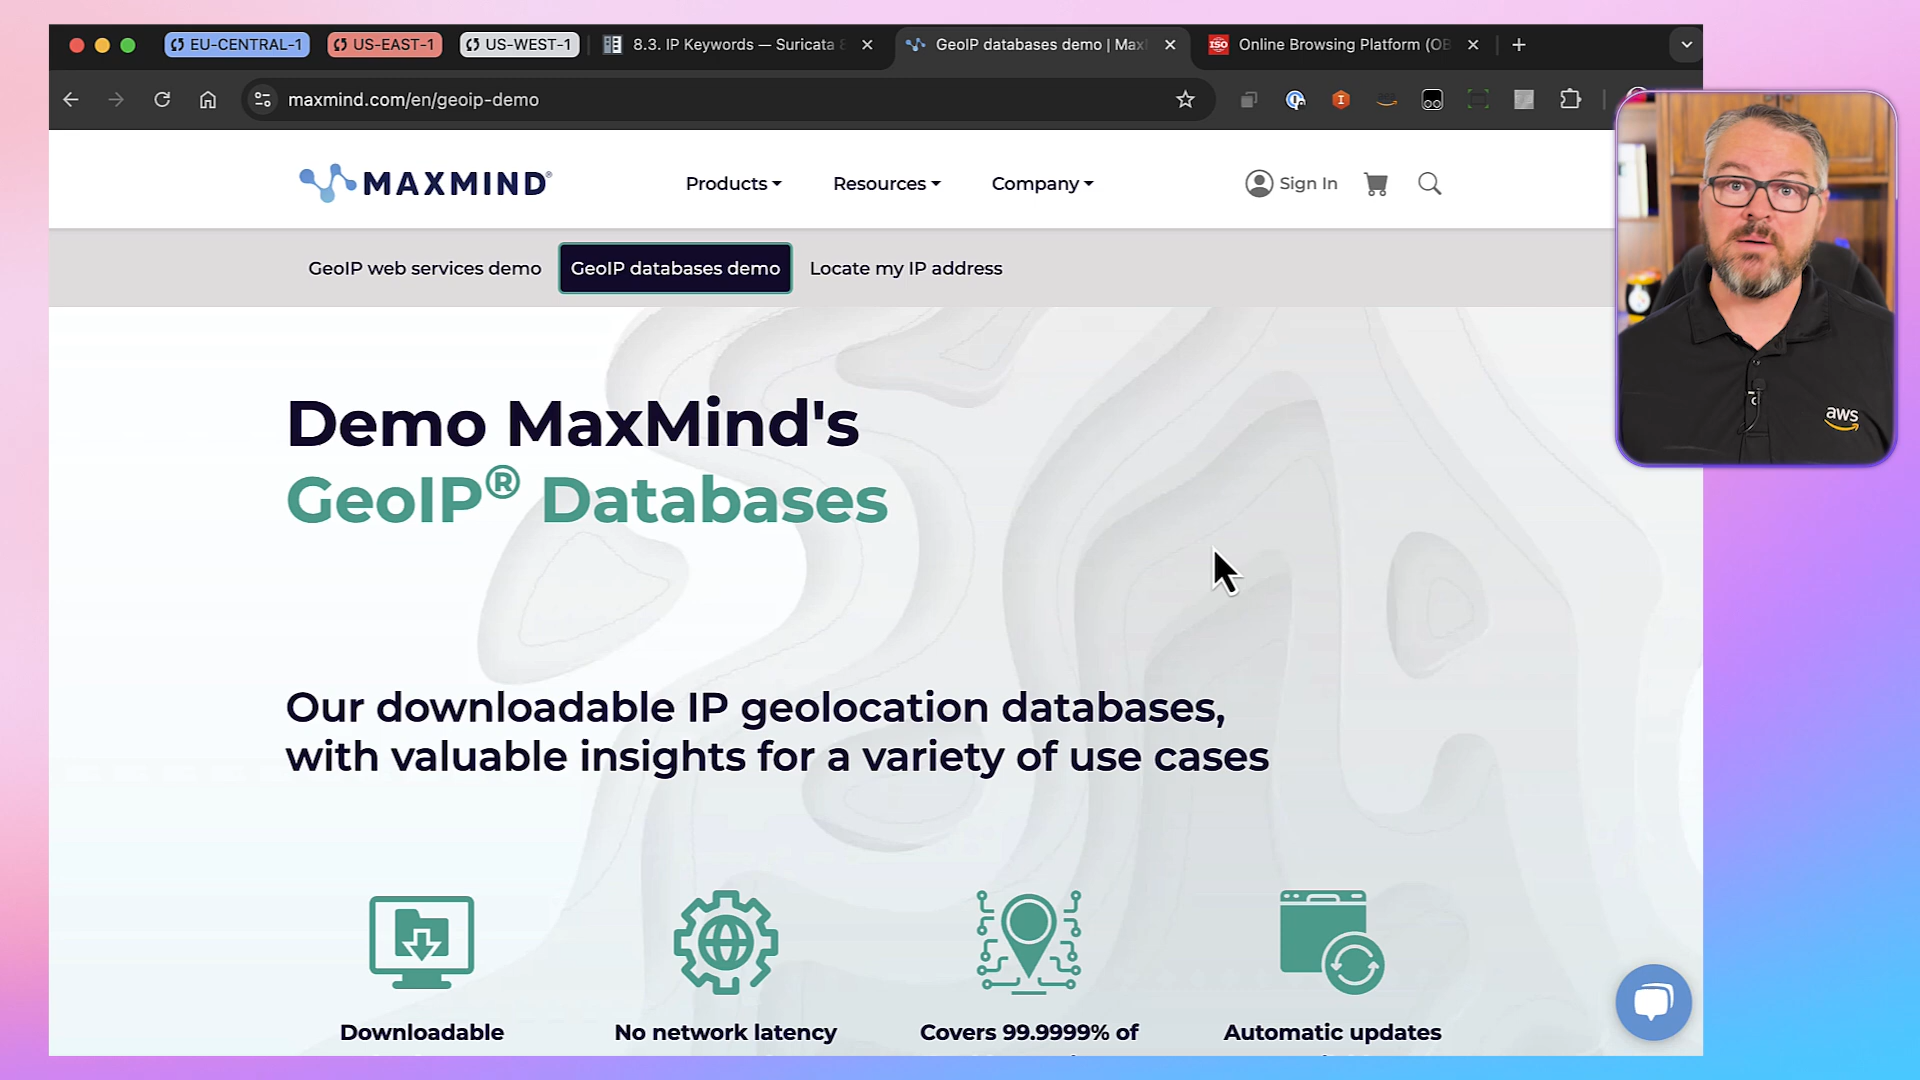 EU-CENTRAL-1
US-EAST-1
US-WEST-1
8.3. IP Keywords — Suricata 8
GeoIP databases demo | Max
ISO
Online Browsing Platform (OB
maxmind.com/en/geoip-demo
MAXMIND®
Products
Resources
Company
Sign In
GeoIP web services demo
GeoIP databases demo
Locate my IP address
Demo MaxMind's
GeoIP® Databases
aws
Our downloadable IP geolocation databases,
with valuable insights for a variety of use cases
Downloadable
No network latency
Covers 99.9999% of
Automatic updates